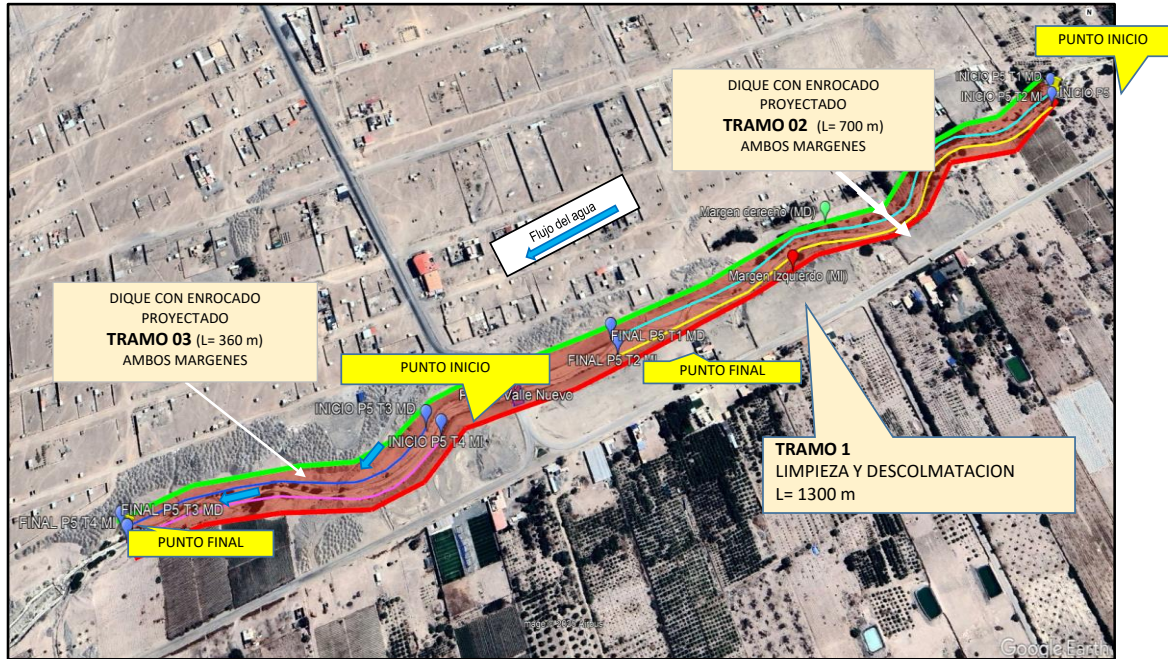 N
PUNTO INICIO
INICIO P5 T1 MD
INICIO P5 T2 MI
INICIO P5
DIQUE CON ENROCADO
PROYECTADO
TRAMO 02 (L= 700 m)
AMBOS MARGENES
Margen derecho (MD)
Flujo del agua
Margen Izquierdo (MI)
DIQUE CON ENROCADO
PROYECTADO
TRAMO 03 (L= 360 m)
AMBOS MARGENES
FINAL P5 T1 MD
FINAL P5 T2 MI
PUNTO INICIO
PUNTO FINAL
Valle Nuevo
INICIO P5 T3 MD
INICIO P5 T4 MI
TRAMO 1
LIMPIEZA Y DESCOLMATACION
L= 1300 m
FINAL P5 T3 MD
FINAL P5 T4 MI
PUNTO FINAL
Airbus
Google Earth